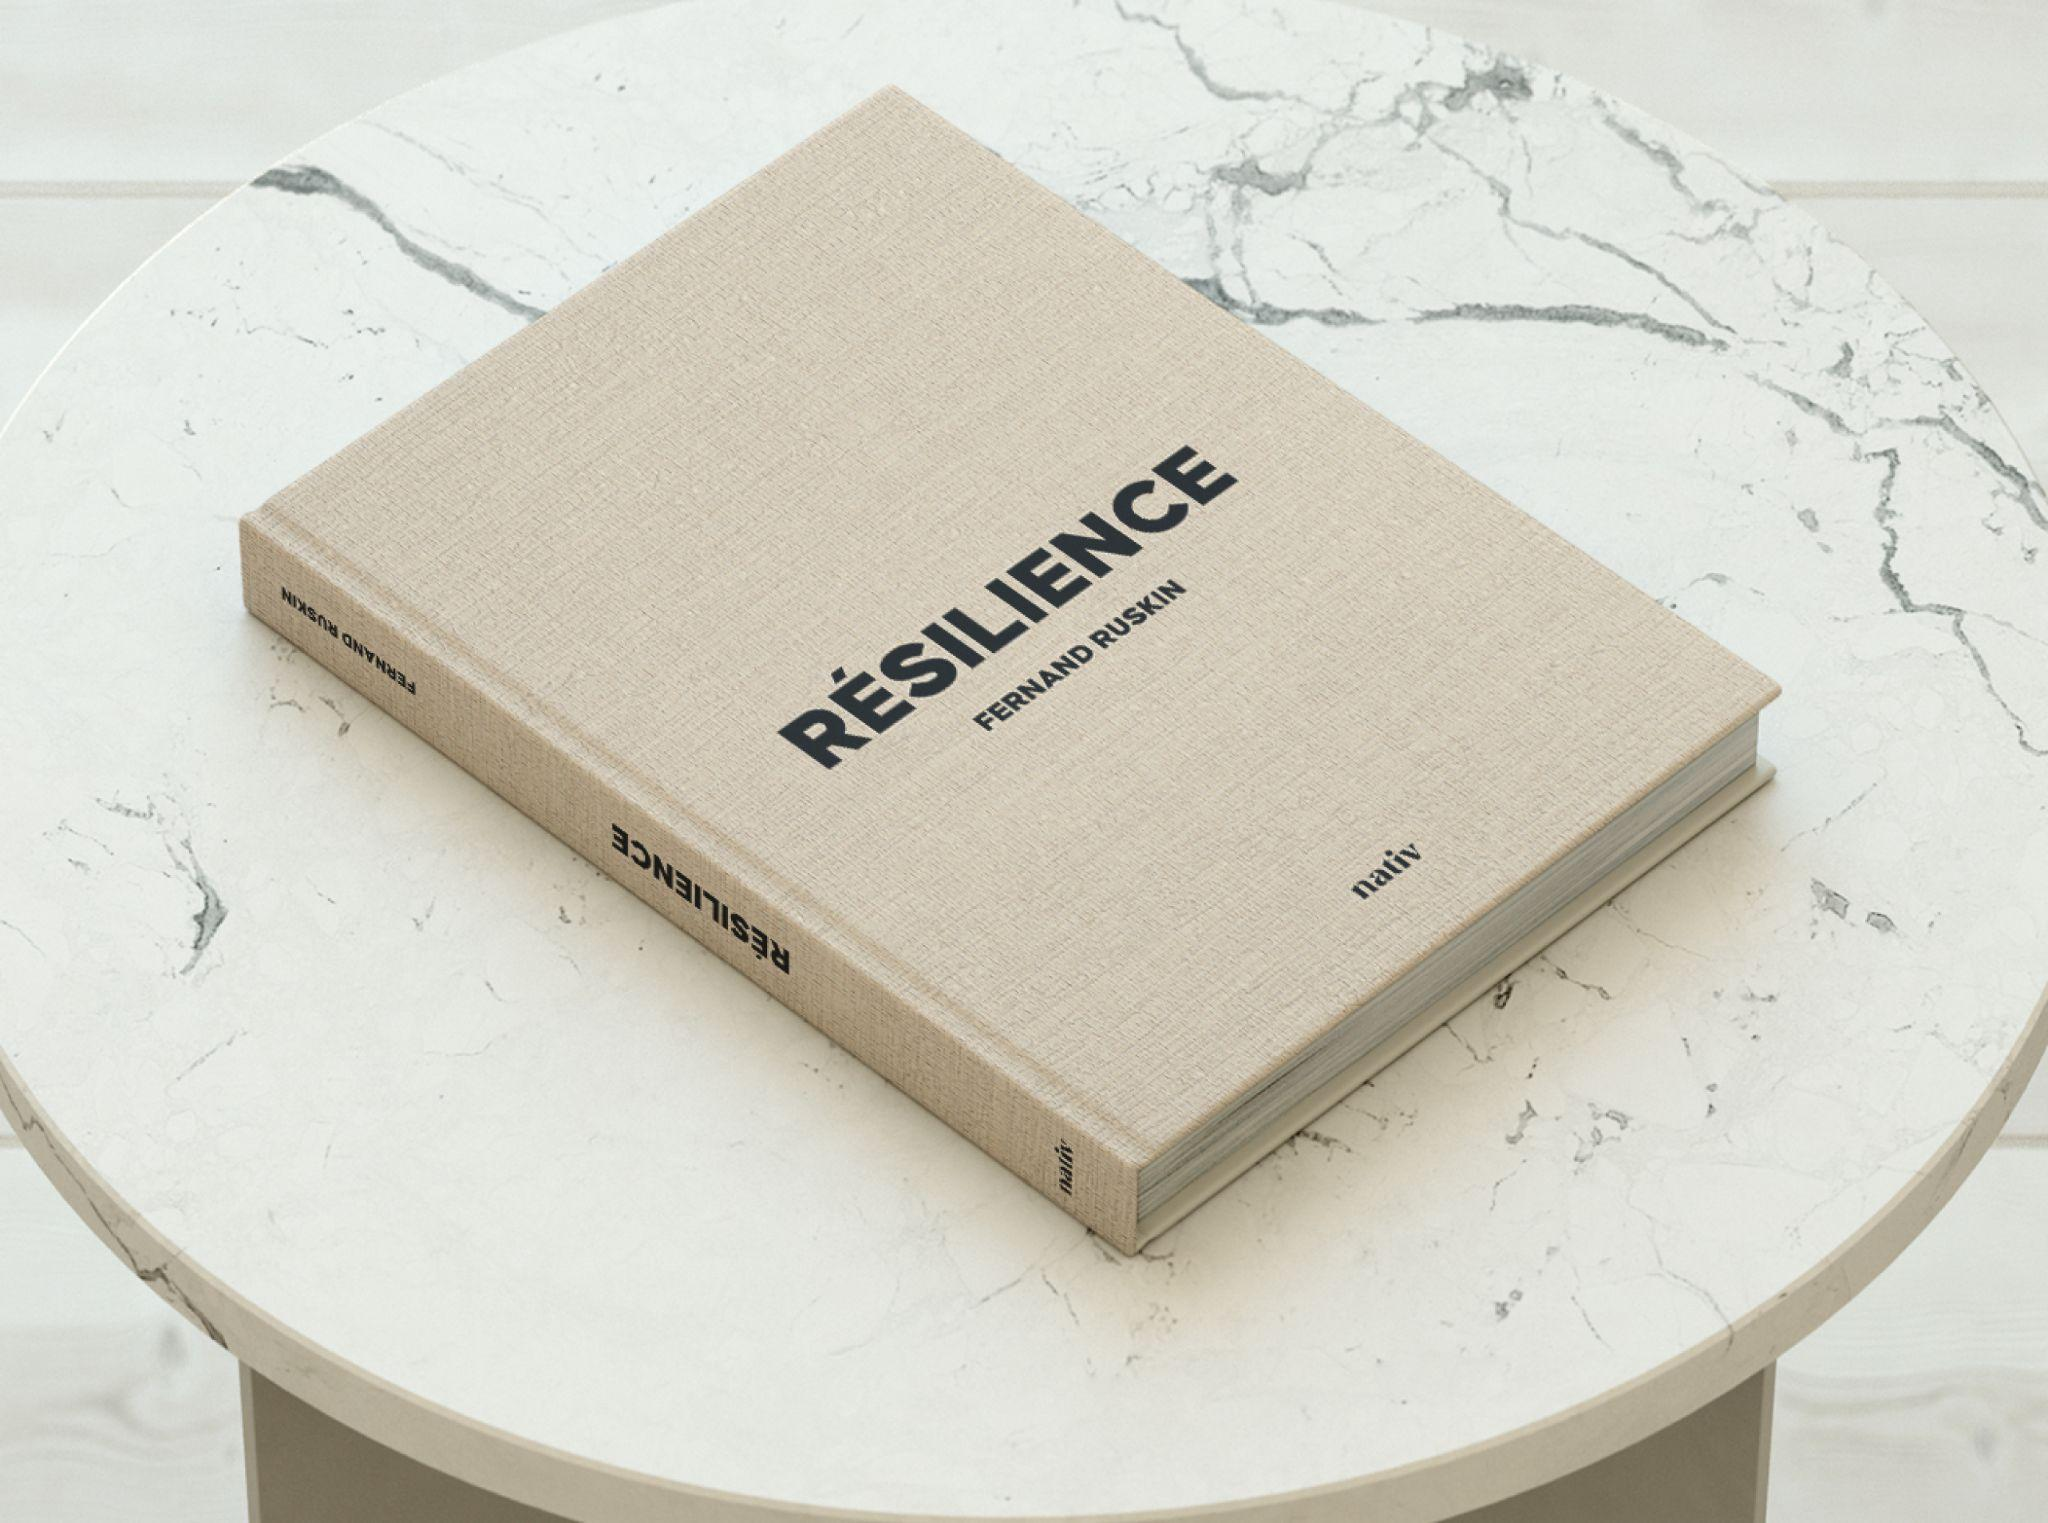 RÉSILIENCE
FERNAND RUSKIN
nativ
FERNAND RUSKIN
RÉSILIENCE
nativ